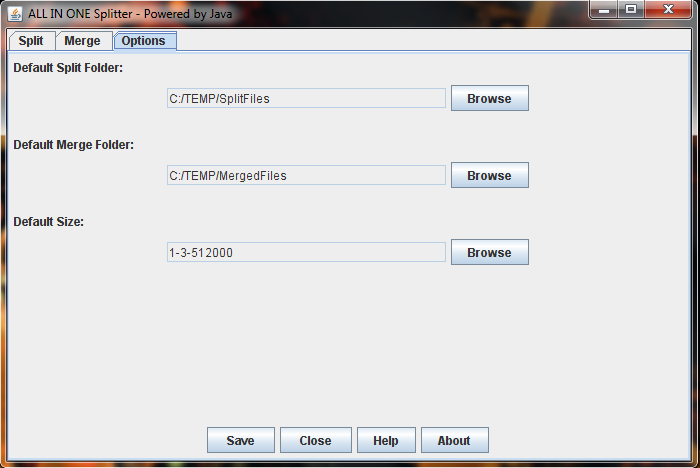 ALL IN ONE Splitter - Powered by Java
Split Merge Options
Default Split Folder:
C:/TEMP/SplitFiles Browse
Default Merge Folder:
C:/TEMP/MergedFiles Browse
Default Size:
1-3-512000 Browse
Save Close Help About